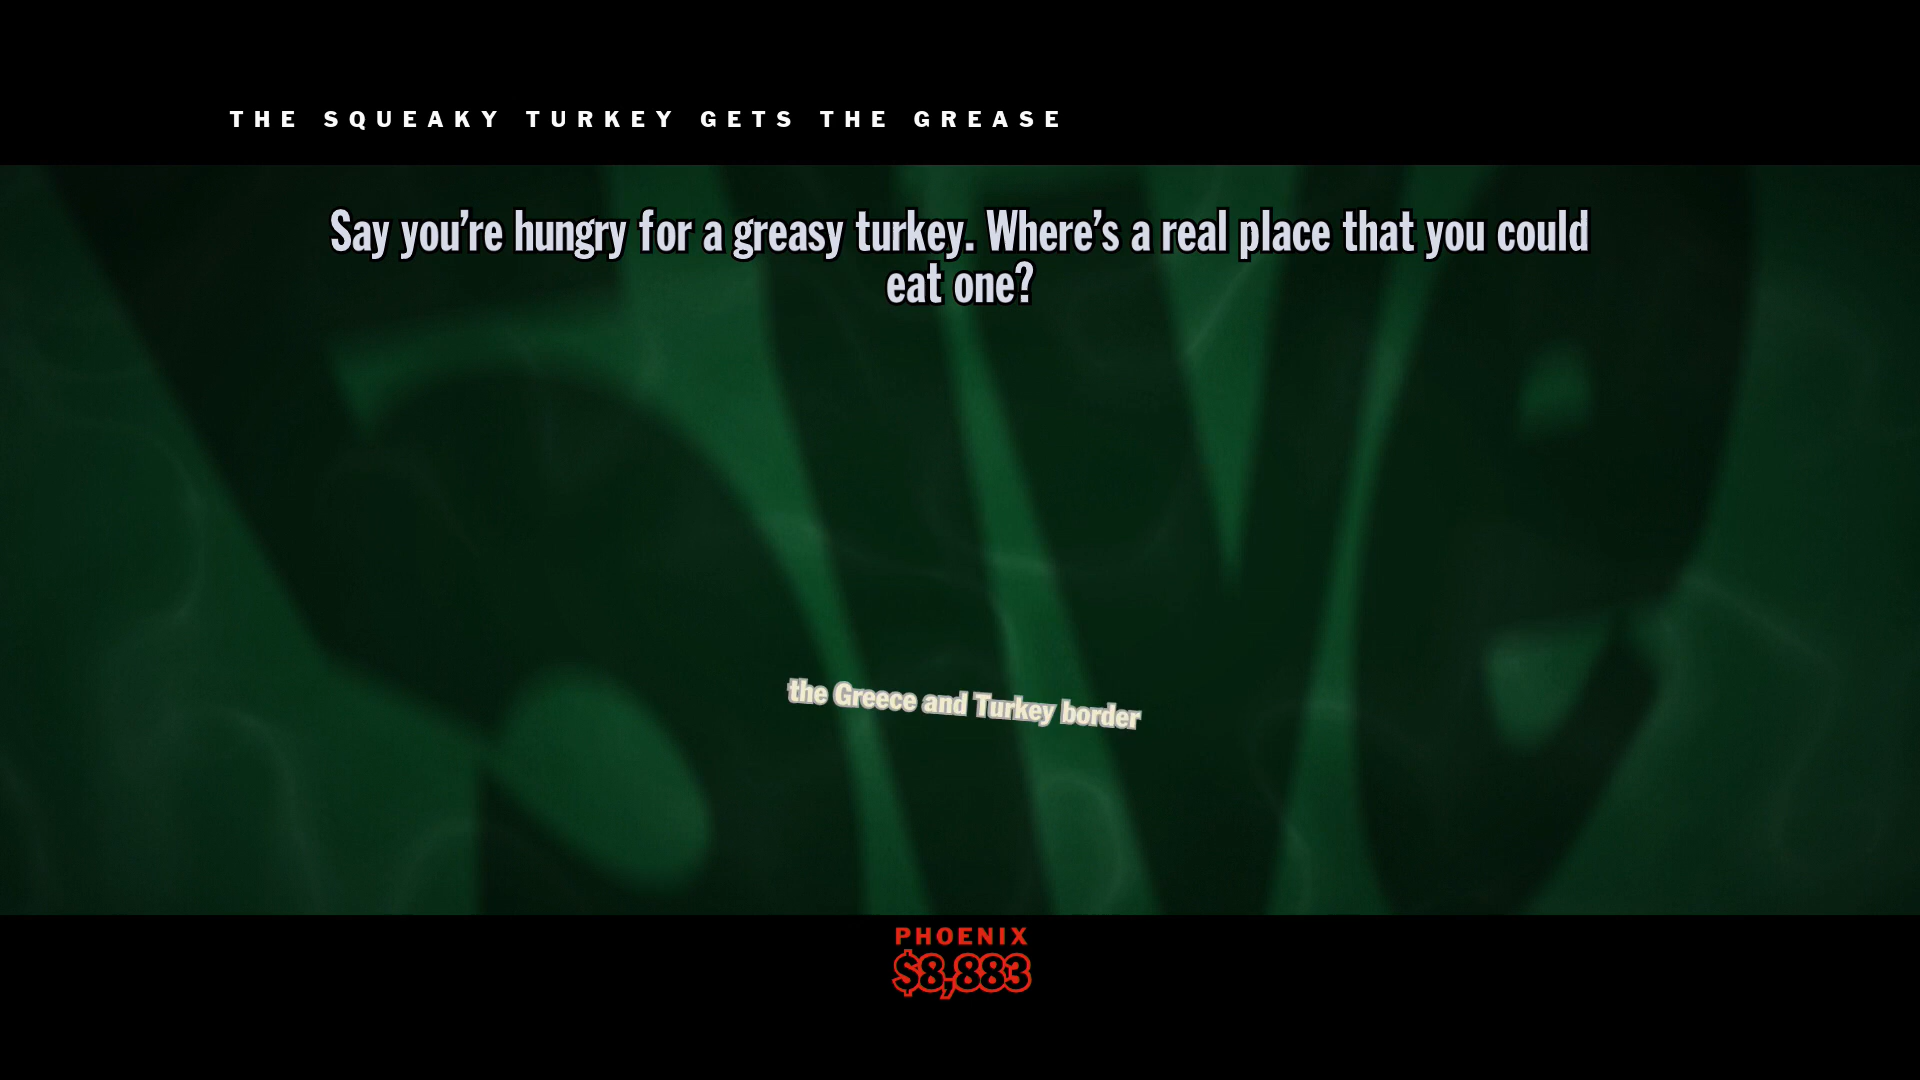 THE SQUEAKY TURKEY GETS THE GREASE
Say you’re hungry for a greasy turkey. Where’s a real place that you could
eat one?
the Greece and Turkey border
PHOENIX
$8,883